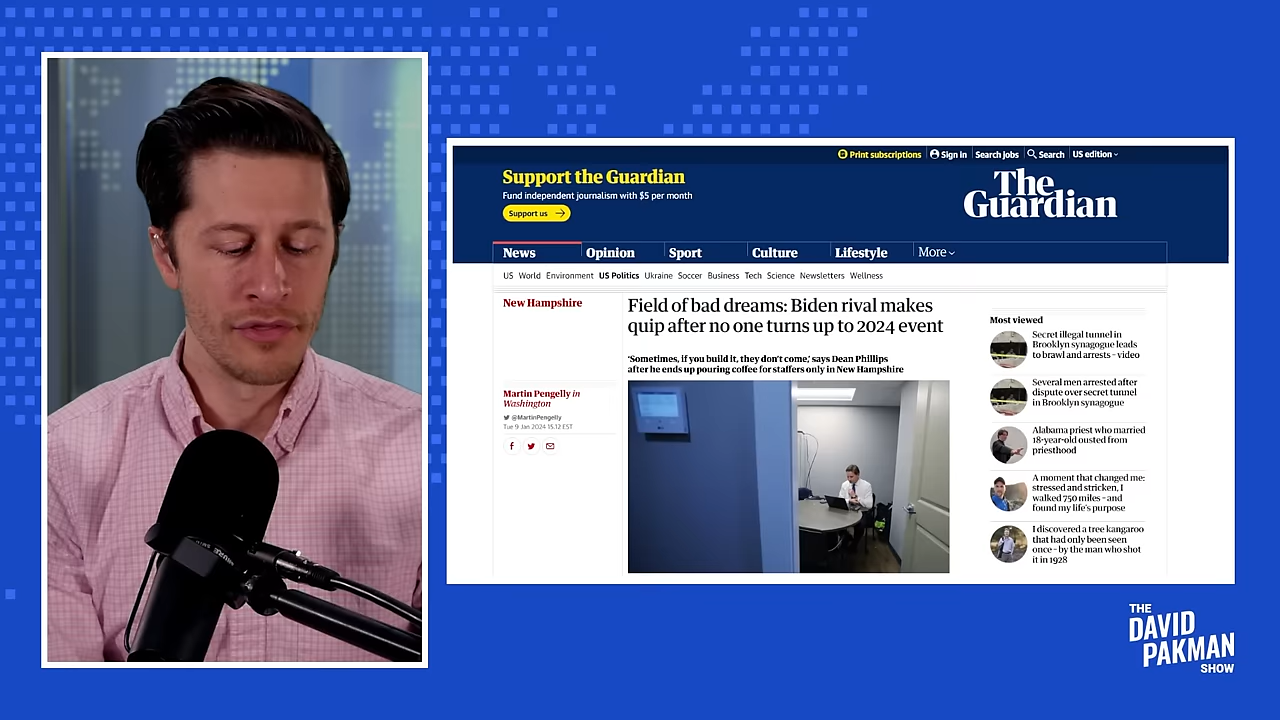 Print subscriptions
Sign in
Search jobs
Search
US edition
Support the Guardian
Fund independent journalism with $5 per month
Support us
The
Guardian
News
Opinion
Sport
Culture
Lifestyle
More
US
World
Environment
US Politics
Ukraine
Soccer
Business
Tech
Science
Newsletters
Wellness
New Hampshire
Field of bad dreams: Biden rival makes
quip after no one turns up to 2024 event
‘Sometimes, if you build it, they don’t come,’ says Dean Phillips
after he ends up pouring coffee for staffers only in New Hampshire
Martin Pengelly in
Washington
@MartinPengelly
Tue 9 Jan 2024 15.12 EST
Most viewed
Secret illegal tunnel in
Brooklyn synagogue leads
to brawl and arrests – video
Several men arrested after
dispute over secret tunnel
in Brooklyn synagogue
Alabama priest who married
18-year-old ousted from
priesthood
A moment that changed me:
stressed and stricken, I
walked 750 miles – and
found my life’s purpose
I discovered a tree kangaroo
that had only been seen
once – by the man who shot
it in 1928
THE
DAVID
PAKMAN
SHOW